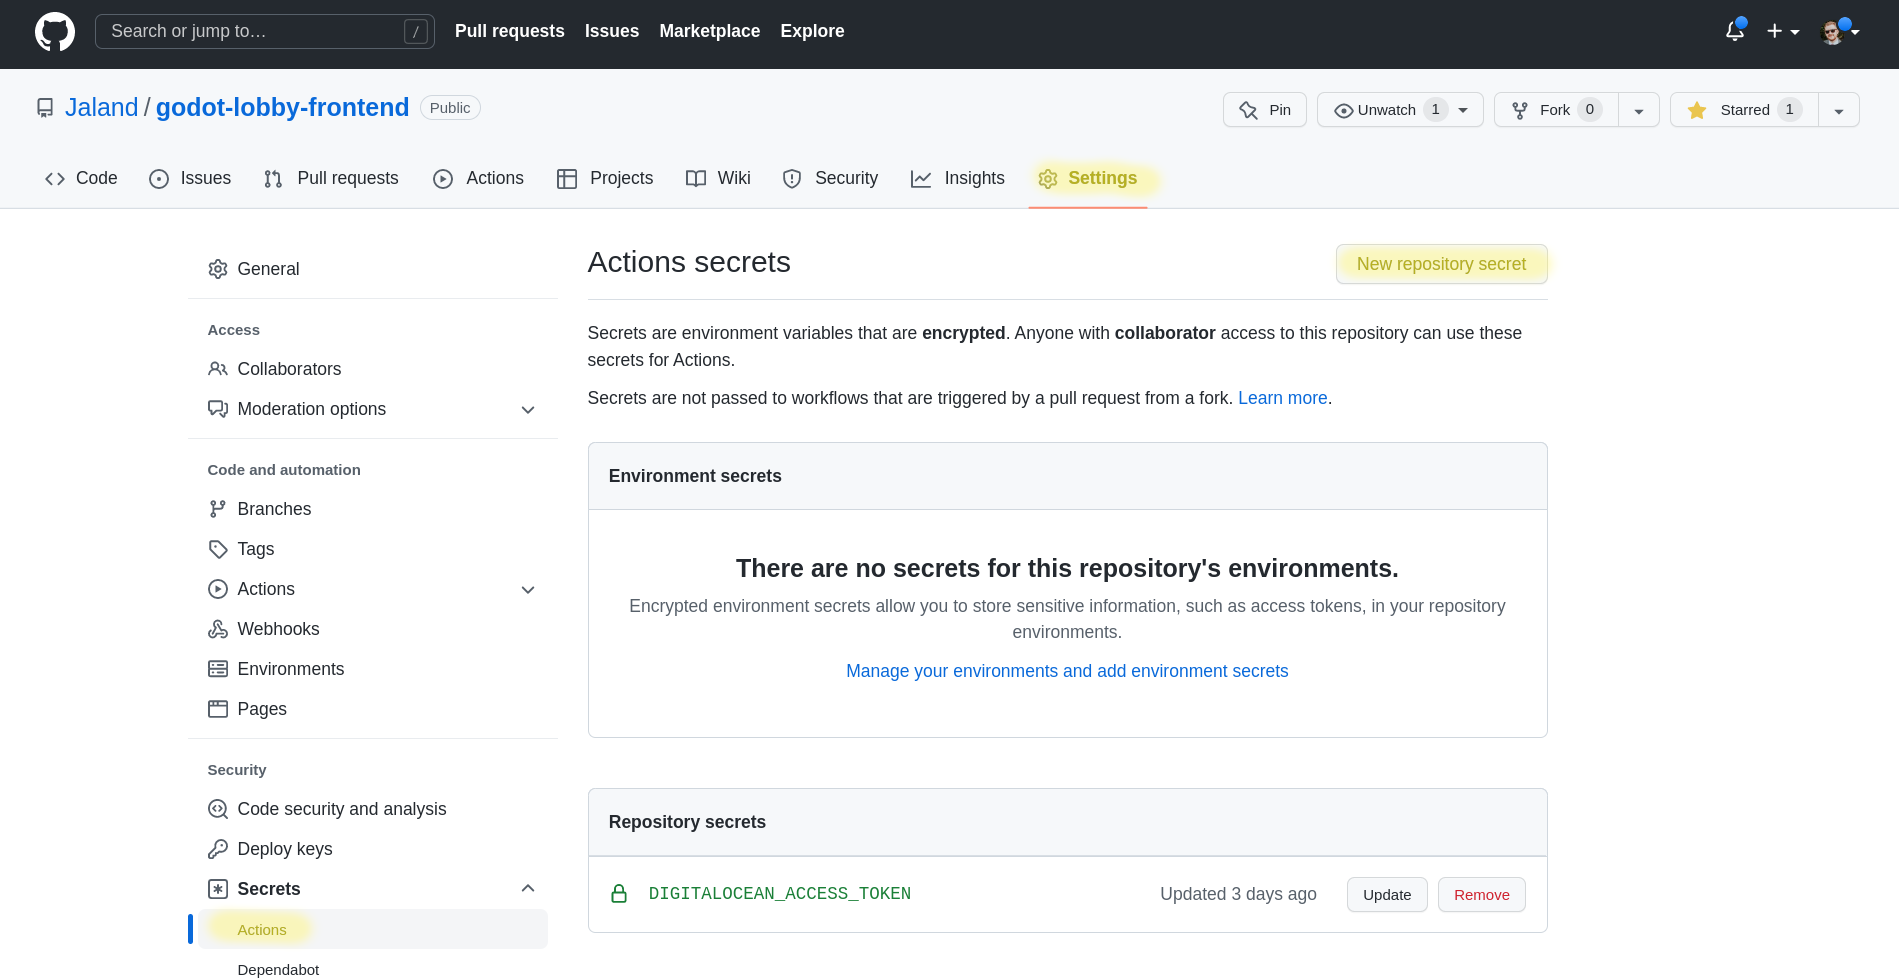 Search or jump to… /
Pull requests Issues Marketplace Explore
Jaland / godot-lobby-frontend Public
Pin Unwatch 1 Fork 0 Starred 1
Code Issues Pull requests Actions Projects Wiki Security Insights Settings
General
Access
Collaborators
Moderation options
Code and automation
Branches
Tags
Actions
Webhooks
Environments
Pages
Security
Code security and analysis
Deploy keys
Secrets
Actions
Dependabot
Actions secrets
New repository secret
Secrets are environment variables that are encrypted. Anyone with collaborator access to this repository can use these
secrets for Actions.
Secrets are not passed to workflows that are triggered by a pull request from a fork. Learn more.
Environment secrets
There are no secrets for this repository's environments.
Encrypted environment secrets allow you to store sensitive information, such as access tokens, in your repository
environments.
Manage your environments and add environment secrets
Repository secrets
DIGITALOCEAN_ACCESS_TOKEN Updated 3 days ago Update Remove